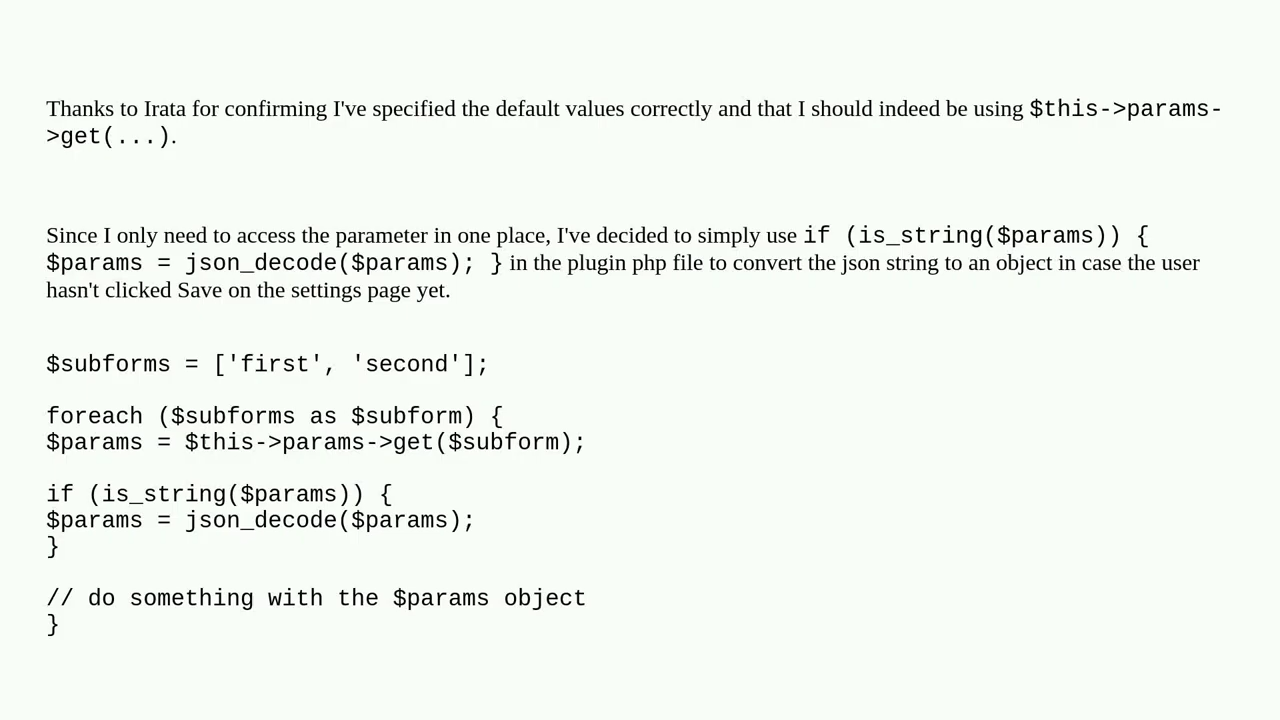 Thanks to Irata for confirming I've specified the default values correctly and that I should indeed be using $this->params-
>get(...).
Since I only need to access the parameter in one place, I've decided to simply use if (is_string($params)) {
$params = json_decode($params); } in the plugin php file to convert the json string to an object in case the user
hasn't clicked Save on the settings page yet.
$subforms = ['first', 'second'];
foreach ($subforms as $subform) {
$params = $this->params->get($subform);
if (is_string($params)) {
$params = json_decode($params);
}
// do something with the $params object
}